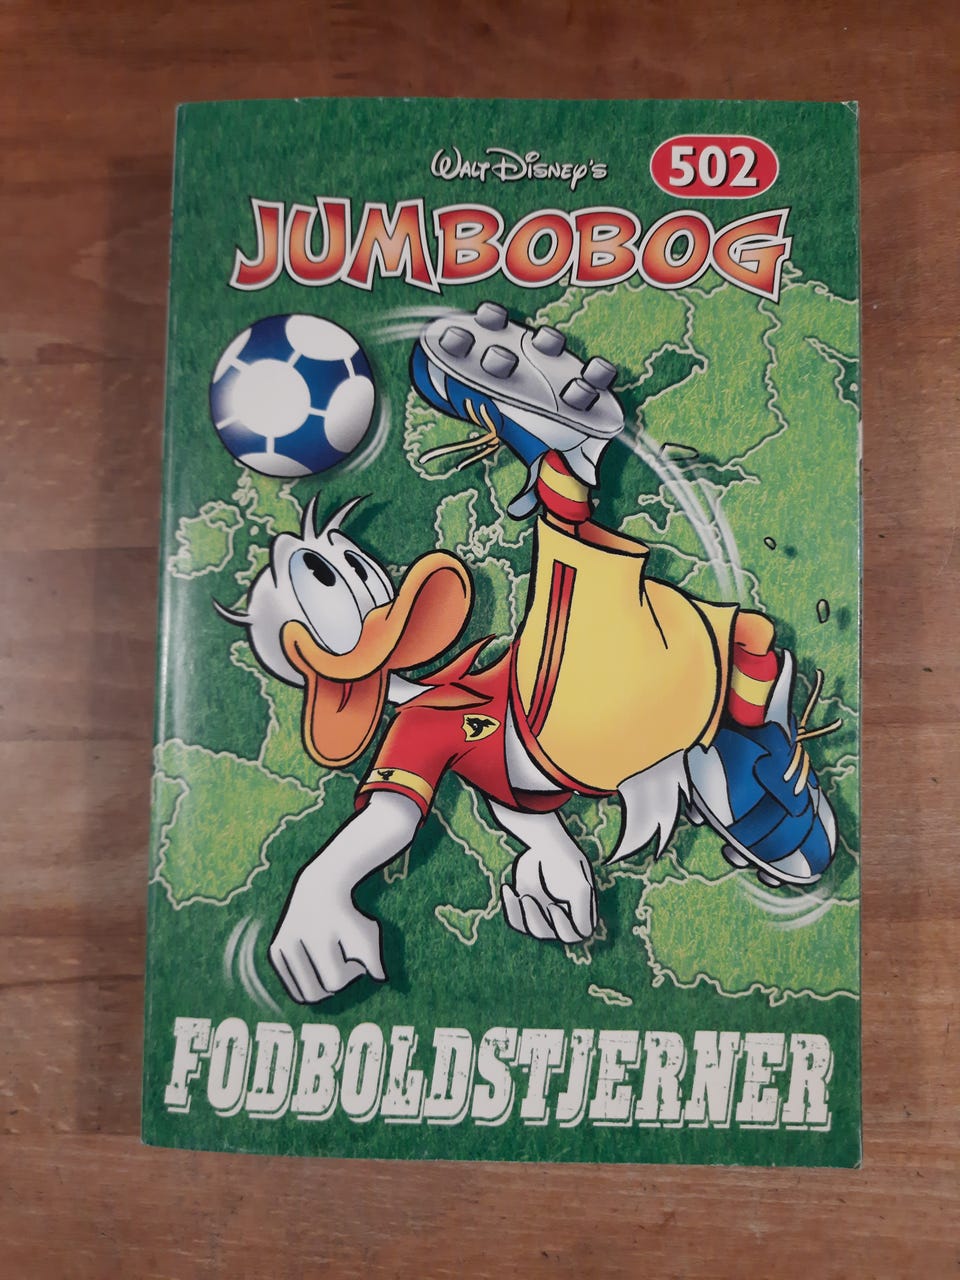 Walt Disney's
502
JUMBOBOG
FODBOLDSTJERNER